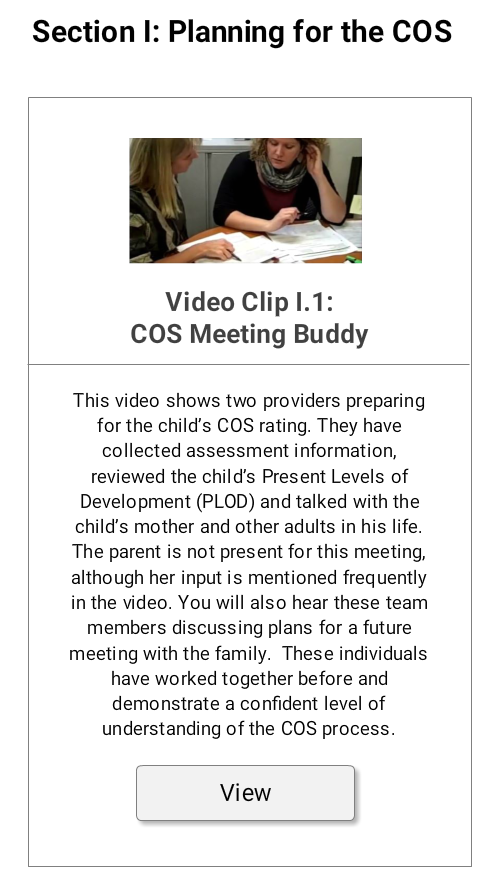 Section I: Planning for the COS
Video Clip I.1:
COS Meeting Buddy
This video shows two providers preparing
for the child’s COS rating. They have
collected assessment information,
reviewed the child’s Present Levels of
Development (PLOD) and talked with the
child’s mother and other adults in his life.
The parent is not present for this meeting,
although her input is mentioned frequently
in the video. You will also hear these team
members discussing plans for a future
meeting with the family.  These individuals
have worked together before and
demonstrate a confident level of
understanding of the COS process.
View